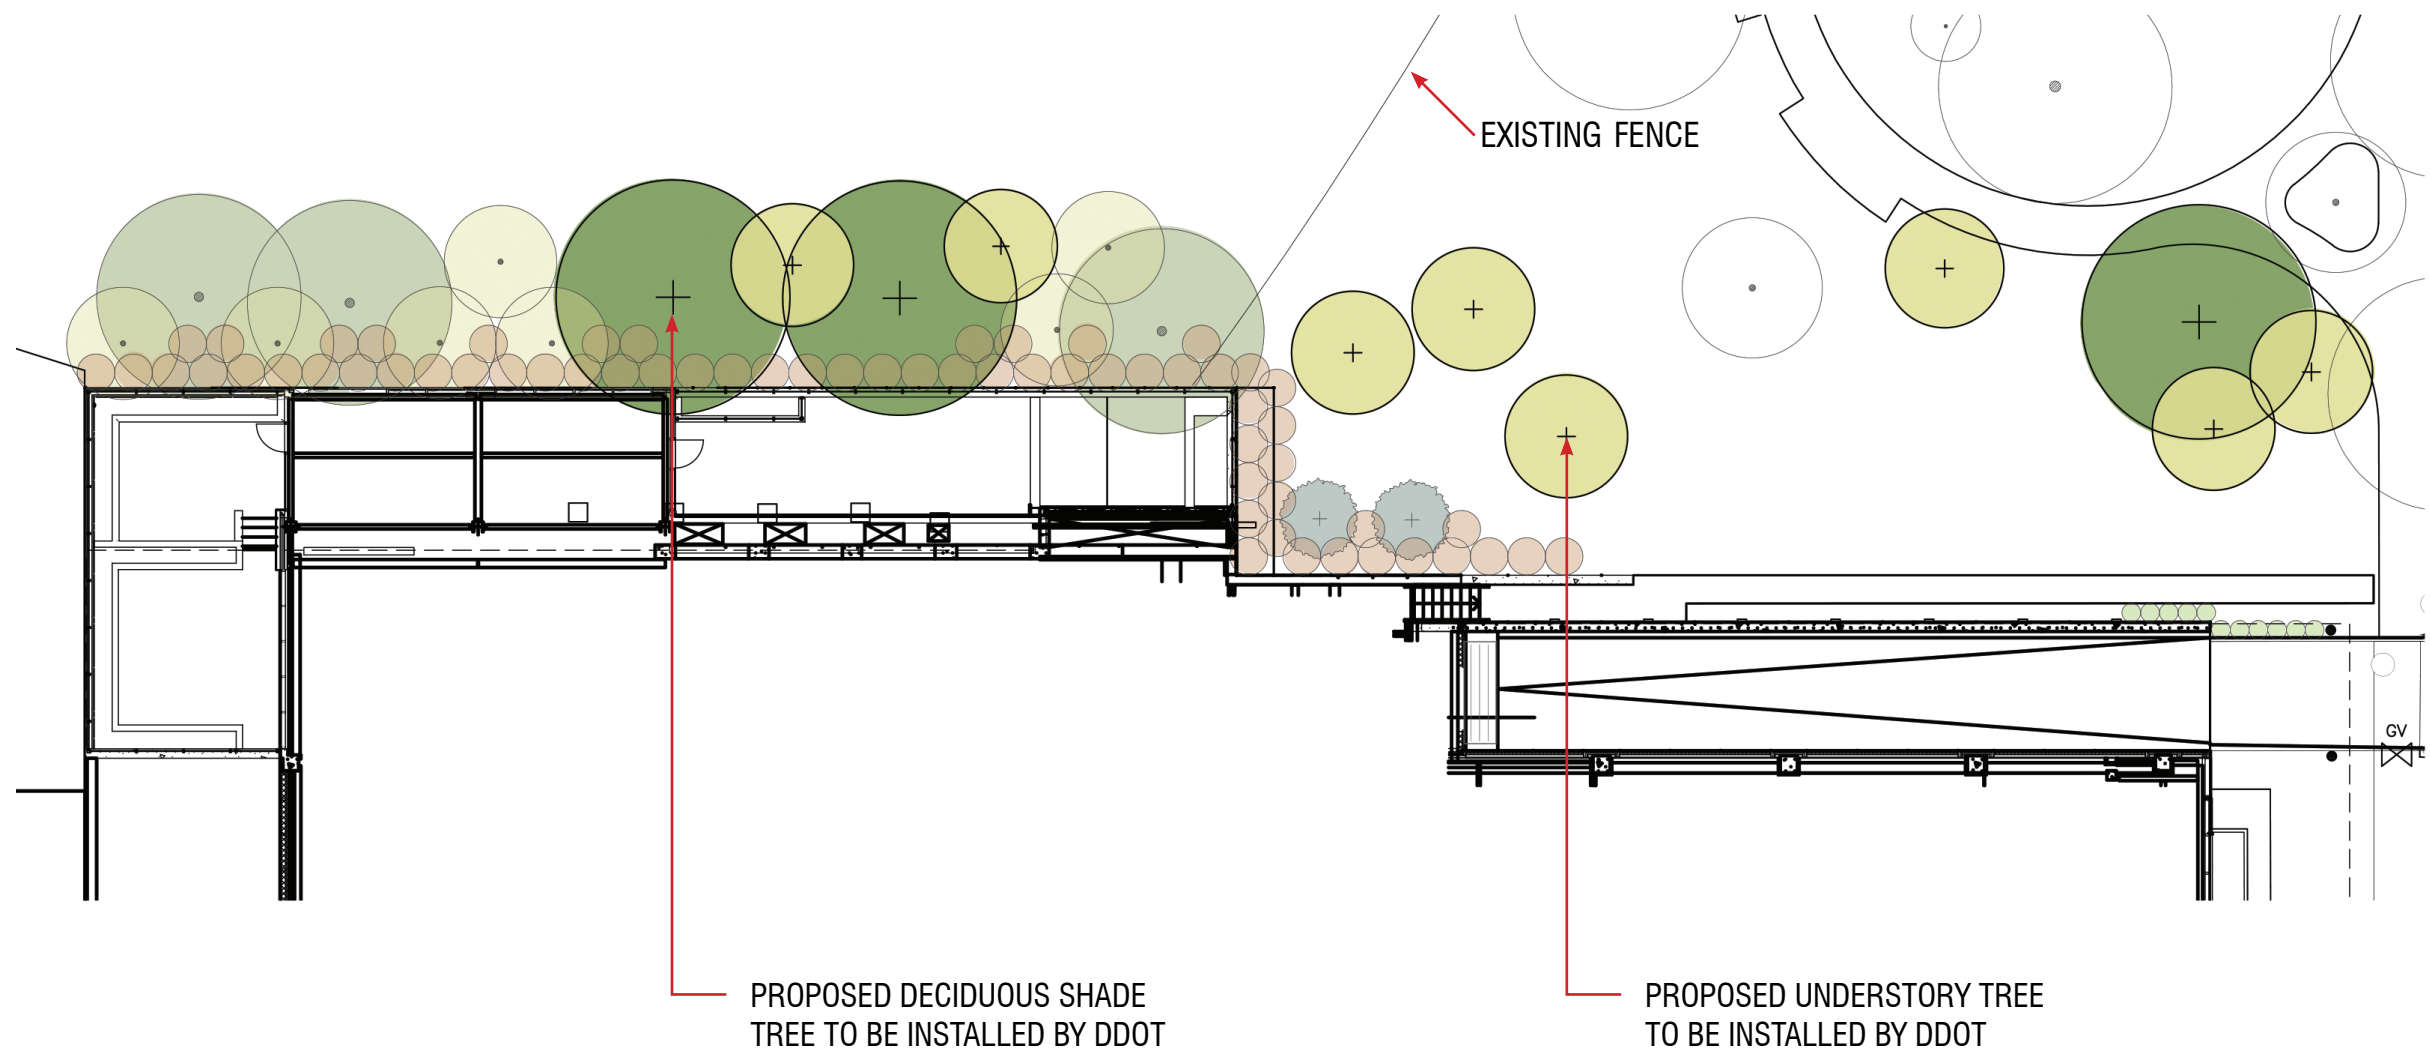 EXISTING FENCE
GV
PROPOSED DECIDUOUS SHADE
TREE TO BE INSTALLED BY DDOT
PROPOSED UNDERSTORY TREE
TO BE INSTALLED BY DDOT